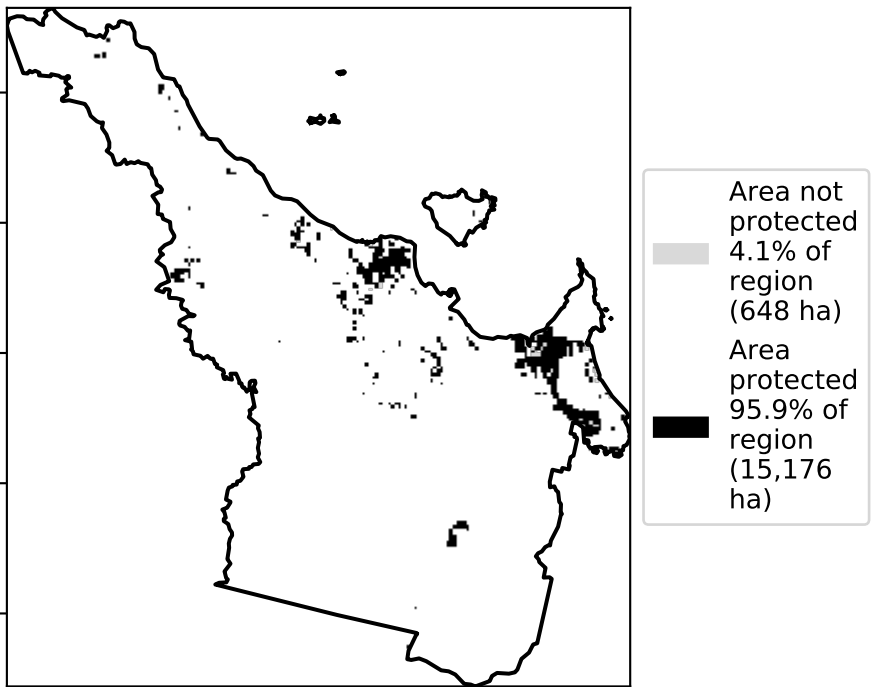 Area not
protected
4.1% of
region
(648 ha)
Area
protected
95.9% of
region
(15,176
ha)